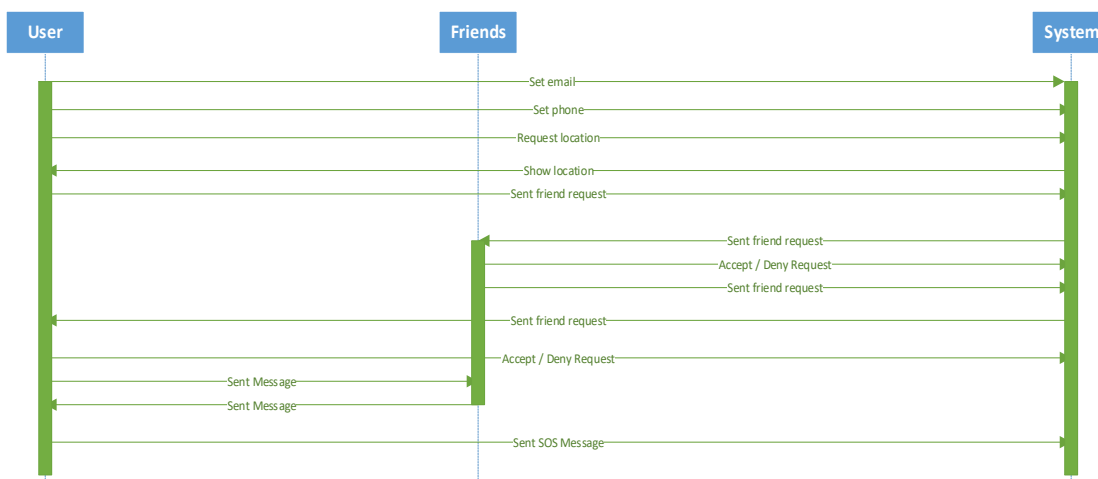 User
Friends
System
Set email
Set phone
Request location
Show location
Sent friend request
Sent friend request
Accept / Deny Request
Sent friend request
Sent friend request
Accept / Deny Request
Sent Message
Sent Message
Sent SOS Message